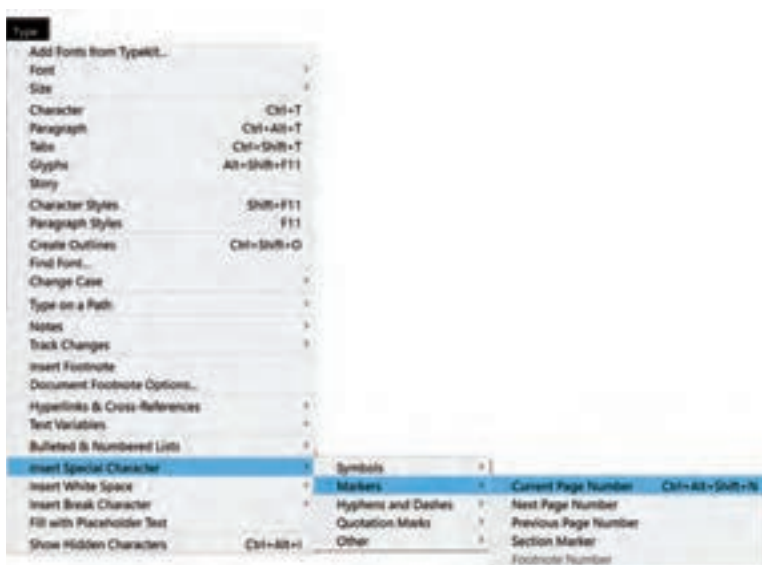 Type
Add Fonts from Typekit...
Font
Size
Character Ctrl+T
Paragraph Ctrl+Alt+T
Tabs Ctrl+Shift+T
Glyphs Alt+Shift+F11
Story
Character Styles Shift+F11
Paragraph Styles F11
Create Outlines Ctrl+Shift+O
Find Font...
Change Case
Type on a Path
Notes
Track Changes
Insert Footnote
Document Footnote Options...
Hyperlinks & Cross-References
Text Variables
Bulleted & Numbered Lists
Insert Special Character
Insert White Space
Insert Break Character
Fill with Placeholder Text
Show Hidden Characters Ctrl+Alt+I
Symbols
Markers
Hyphens and Dashes
Quotation Marks
Other
Current Page Number Ctrl+Alt+Shift+N
Next Page Number
Previous Page Number
Section Marker
Footnote Number